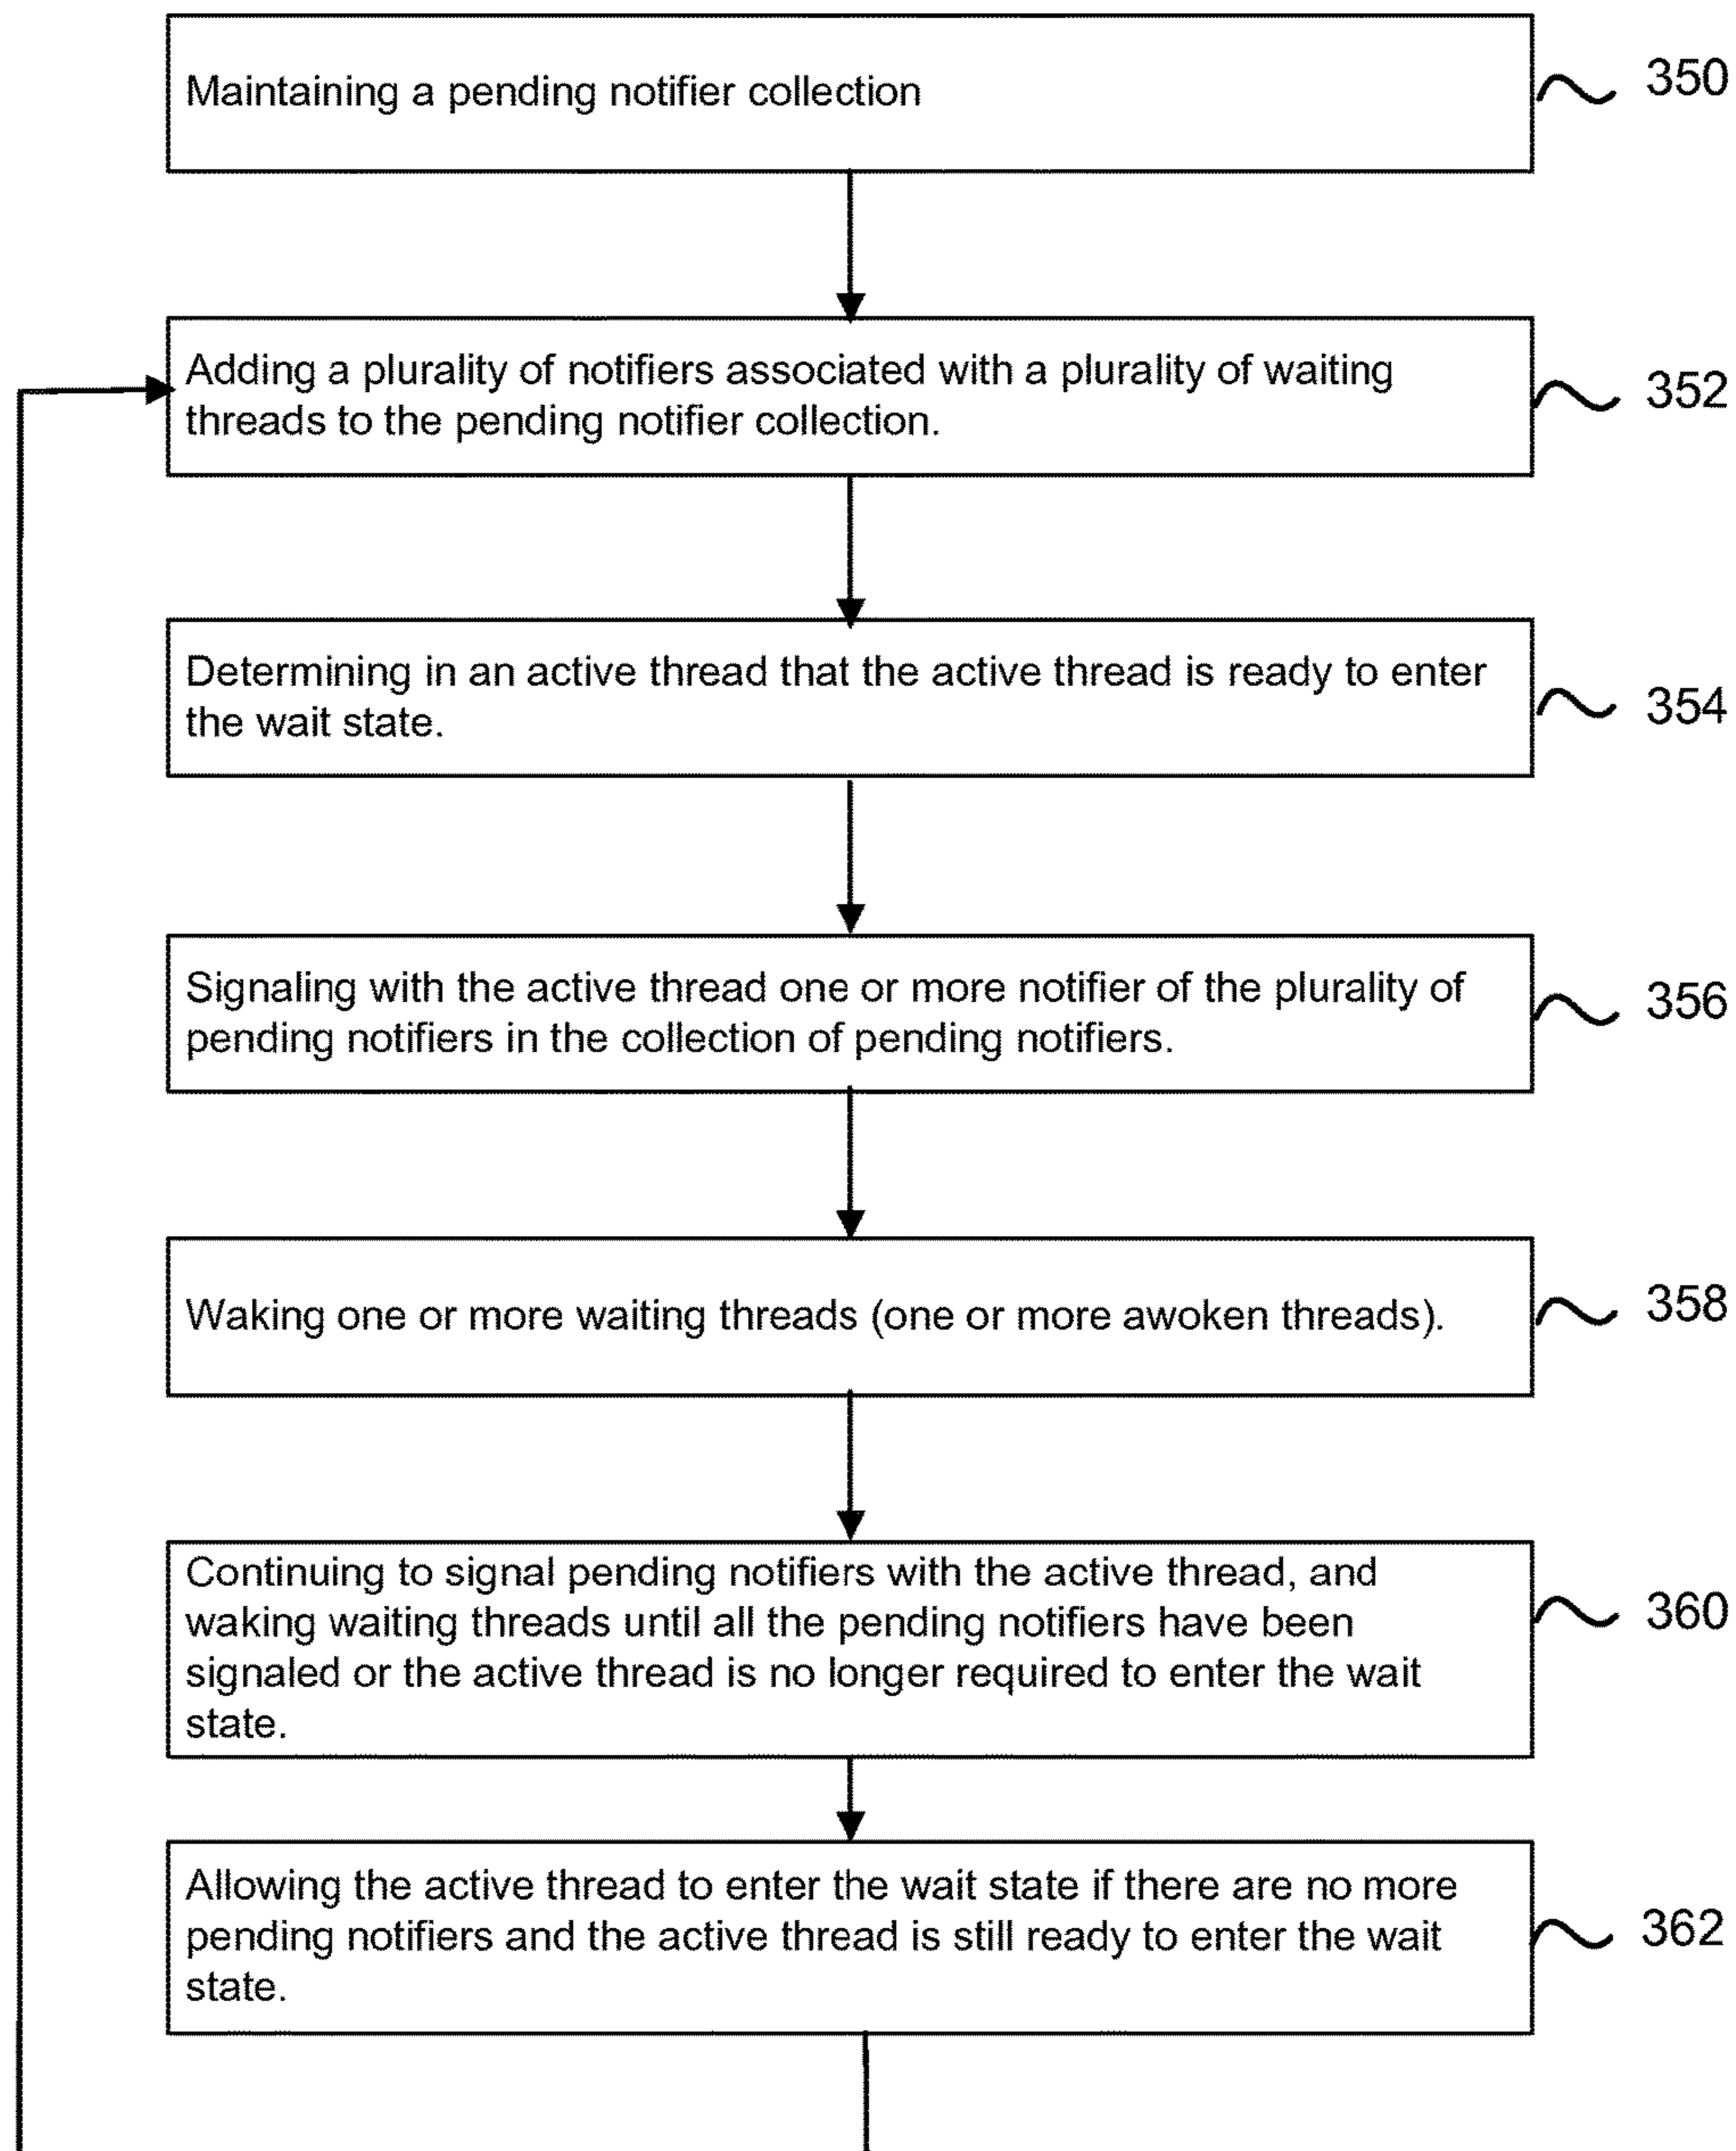 Maintaining a pending notifier collection
350
Adding a plurality of notifiers associated with a plurality of waiting
threads to the pending notifier collection.
352
Determining in an active thread that the active thread is ready to enter
the wait state.
354
Signaling with the active thread one or more notifier of the plurality of
pending notifiers in the collection of pending notifiers.
356
Waking one or more waiting threads (one or more awoken threads).
358
Continuing to signal pending notifiers with the active thread, and
waking waiting threads until all the pending notifiers have been
signaled or the active thread is no longer required to enter the wait
state.
360
Allowing the active thread to enter the wait state if there are no more
pending notifiers and the active thread is still ready to enter the wait
state.
362